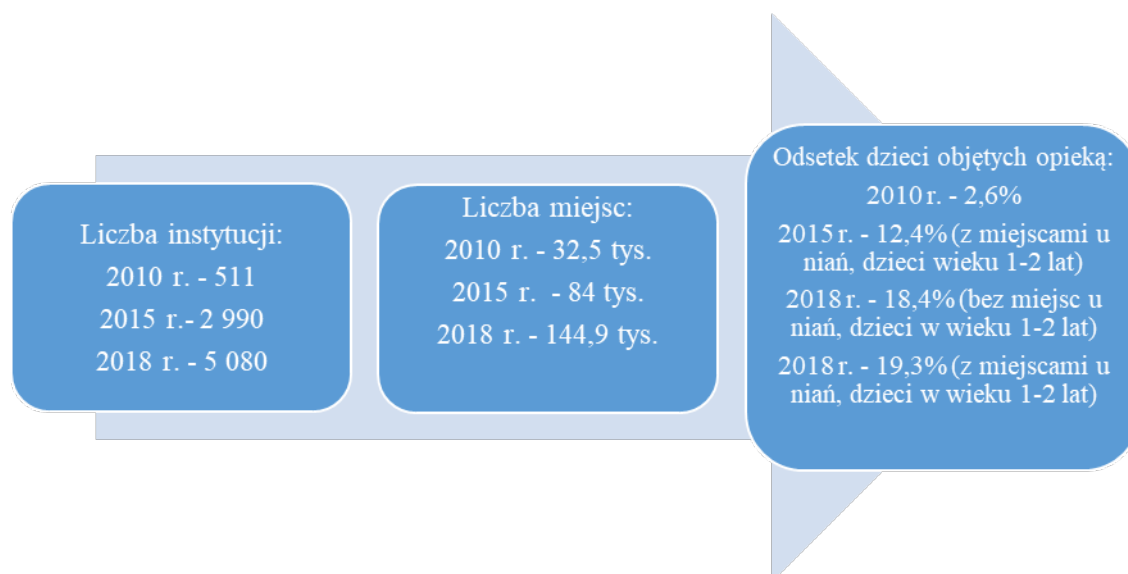 Liczba instytucji:
2010 r. - 511
2015 r.- 2 990
2018 r. - 5 080
Liczba miejsc:
2010 r. - 32,5 tys.
2015 r.  - 84 tys.
2018 r. - 144,9 tys.
Odsetek dzieci objętych opieką:
2010 r. - 2,6%
2015 r. - 12,4% (z miejscami u
niań, dzieci wieku 1-2 lat)
2018 r. - 18,4% (bez miejsc u
niań, dzieci w wieku 1-2 lat)
2018 r. - 19,3% (z miejscami u
niań, dzieci w wieku 1-2 lat)